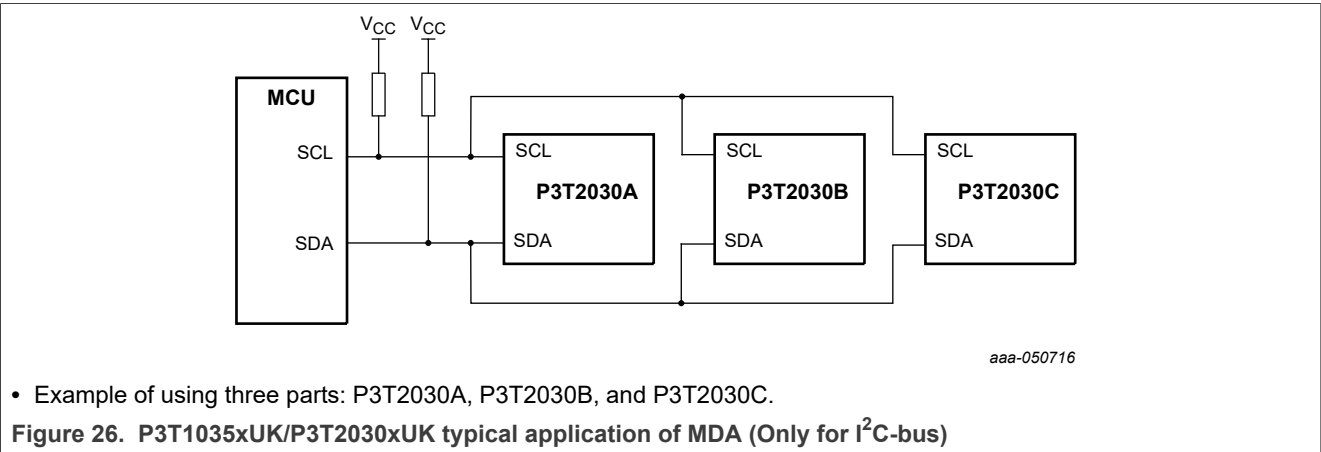 VCC VCC
MCU
SCL SCL SCL SCL
P3T2030A P3T2030B P3T2030C
SDA SDA SDA SDA
aaa-050716
• Example of using three parts: P3T2030A, P3T2030B, and P3T2030C.
Figure 26. P3T1035xUK/P3T2030xUK typical application of MDA (Only for I2C-bus)